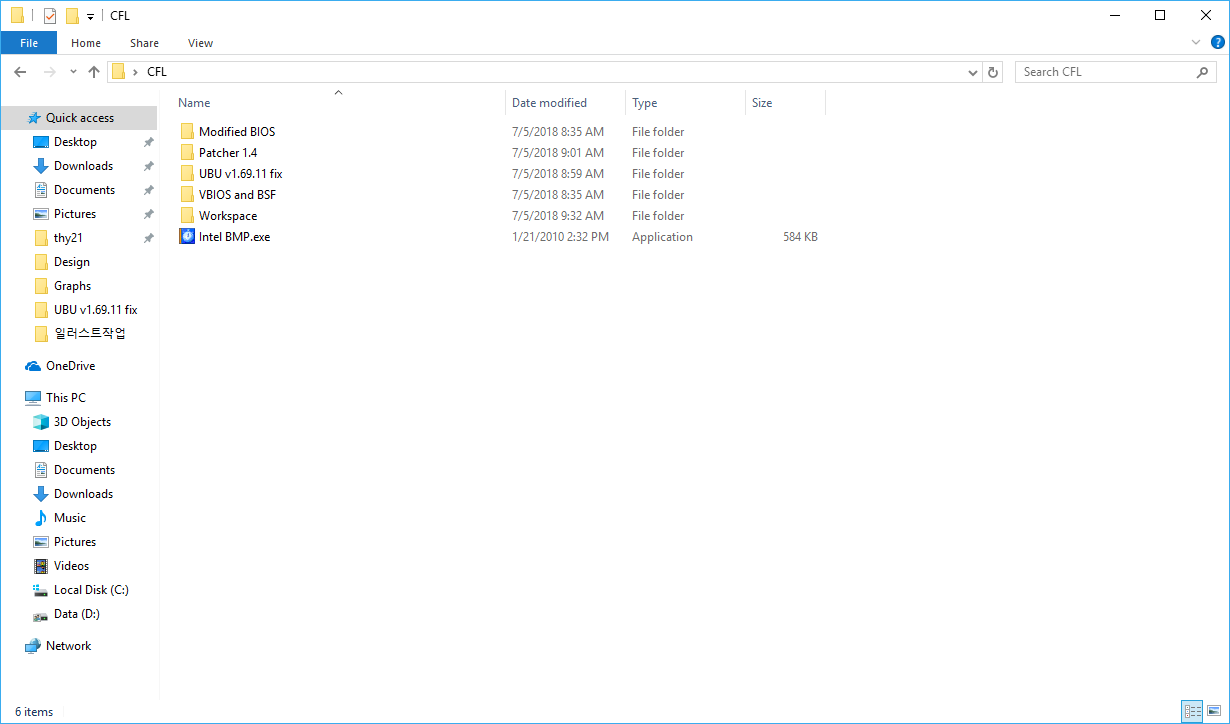 CFL
File Home Share View
CFL
Search CFL
Name Date modified Type Size
Quick access
Desktop
Downloads
Documents
Pictures
thy21
Design
Graphs
UBU v1.69.11 fix
일러스트작업
OneDrive
This PC
3D Objects
Desktop
Documents
Downloads
Music
Pictures
Videos
Local Disk (C:)
Data (D:)
Network
Modified BIOS 7/5/2018 8:35 AM File folder
Patcher 1.4 7/5/2018 9:01 AM File folder
UBU v1.69.11 fix 7/5/2018 8:59 AM File folder
VBIOS and BSF 7/5/2018 8:35 AM File folder
Workspace 7/5/2018 9:32 AM File folder
Intel BMP.exe 1/21/2010 2:32 PM Application 584 KB
6 items